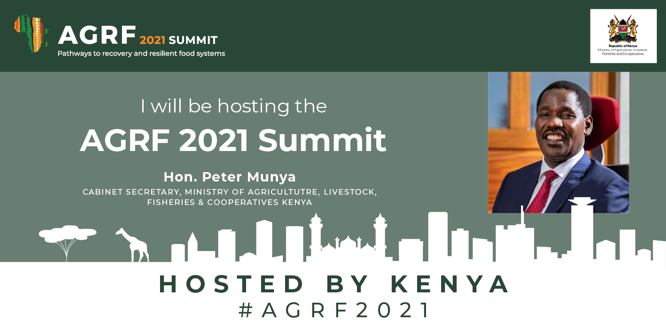 AGRF 2021 SUMMIT
Pathways to recovery and resilient food systems
Republic of Kenya
Ministry of Agriculture, Livestock,
Fisheries and Cooperatives
I will be hosting the
AGRF 2021 Summit
Hon. Peter Munya
CABINET SECRETARY, MINISTRY OF AGRICULTUTRE, LIVESTOCK,
FISHERIES & COOPERATIVES KENYA
HOSTED BY KENYA
#AGRF2021